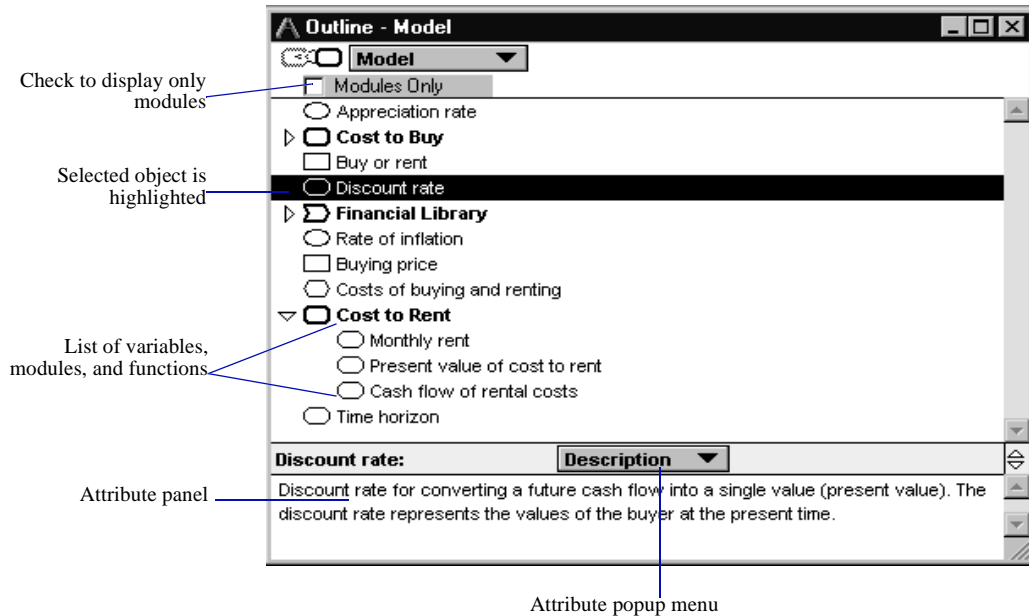 Outline - Model
Model
Check to display only
modules
Modules Only
Appreciation rate
Cost to Buy
Buy or rent
Selected object is
highlighted
Discount rate
Financial Library
Rate of inflation
Buying price
Costs of buying and renting
Cost to Rent
List of variables,
modules, and functions
Monthly rent
Present value of cost to rent
Cash flow of rental costs
Time horizon
Discount rate:
Description
Attribute panel
Discount rate for converting a future cash flow into a single value (present value). The
discount rate represents the values of the buyer at the present time.
Attribute popup menu